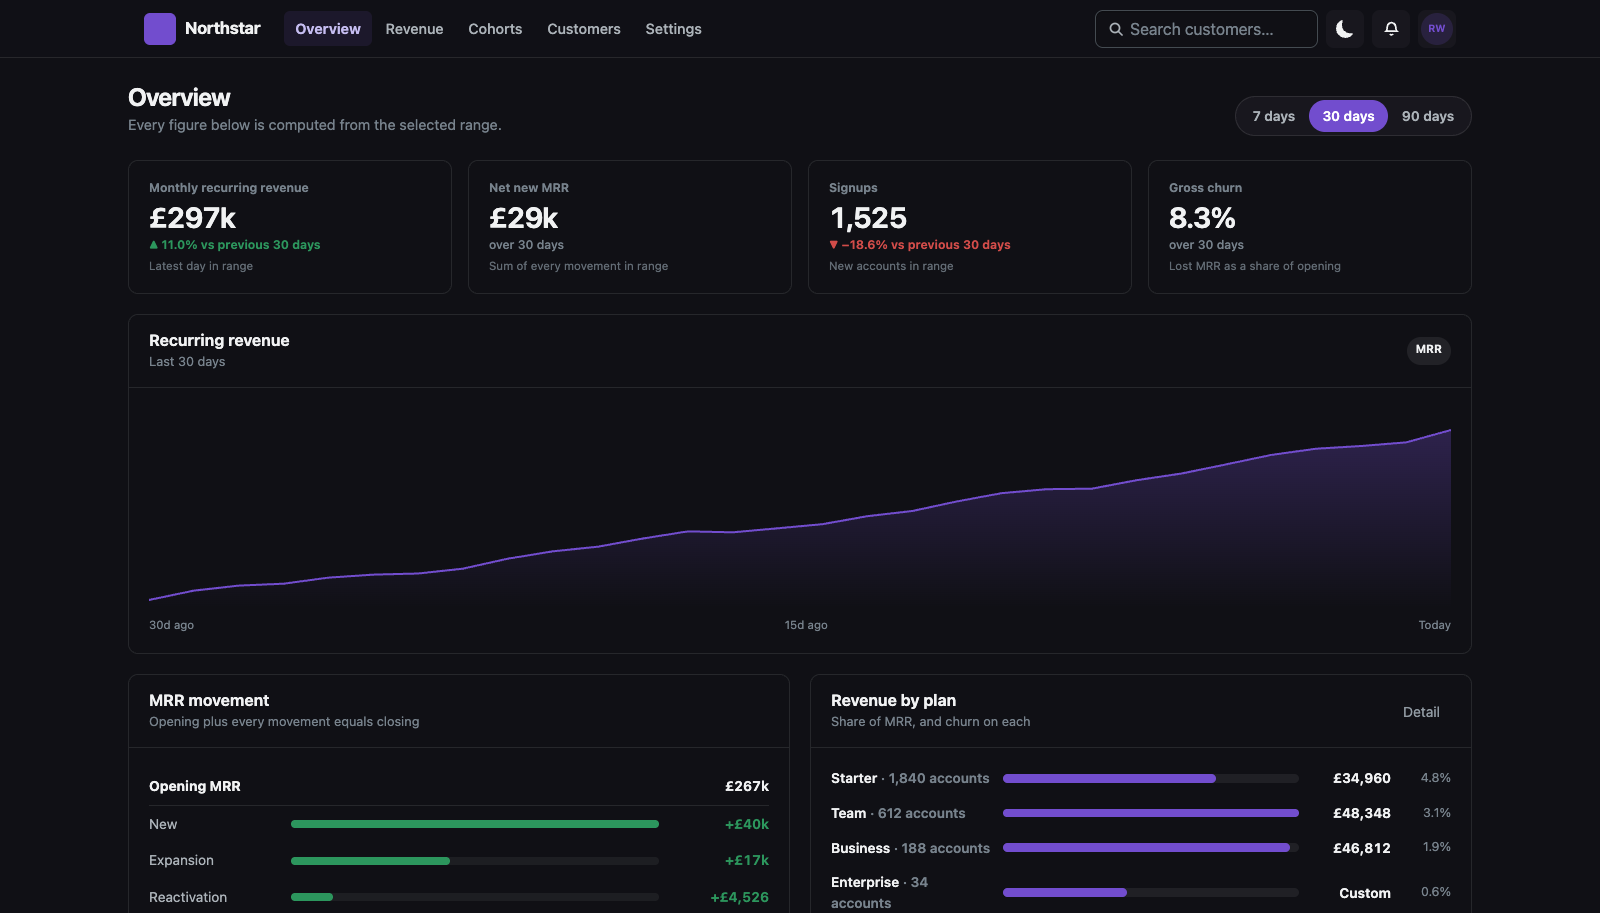 Northstar
Overview
Revenue
Cohorts
Customers
Settings
Search customers...
RW
Overview
Every figure below is computed from the selected range.
7 days
30 days
90 days
Monthly recurring revenue
£297k
▲ 11.0% vs previous 30 days
Latest day in range
Net new MRR
£29k
over 30 days
Sum of every movement in range
Signups
1,525
▼ −18.6% vs previous 30 days
New accounts in range
Gross churn
8.3%
over 30 days
Lost MRR as a share of opening
Recurring revenue
Last 30 days
MRR
30d ago
15d ago
Today
MRR movement
Opening plus every movement equals closing
Opening MRR £267k
New +£40k
Expansion +£17k
Reactivation +£4,526
Revenue by plan
Share of MRR, and churn on each
Detail
Starter · 1,840 accounts £34,960 4.8%
Team · 612 accounts £48,348 3.1%
Business · 188 accounts £46,812 1.9%
Enterprise · 34
accounts
Custom 0.6%